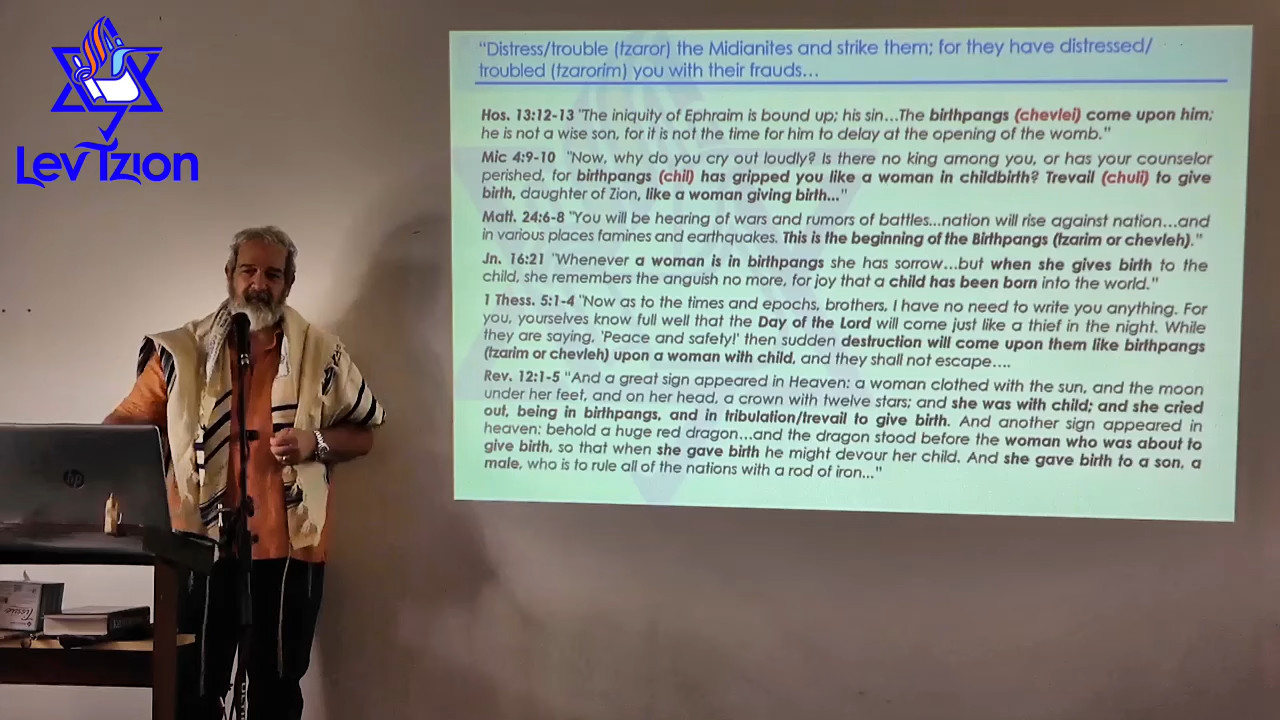 Lev Tzion
"Distress/trouble (tzaror) the Midianites and strike them; for they have distressed/
troubled (tzarorim) you with their frauds…
Hos. 13:12-13 "The iniquity of Ephraim is bound up; his sin…The birthpangs (chevlei) come upon him;
he is not a wise son, for it is not the time for him to delay at the opening of the womb."
Mic 4:9-10 "Now, why do you cry out loudly? Is there no king among you, or has your counselor
perished, for birthpangs (chil) has gripped you like a woman in childbirth? Trevail (chuli) to give
birth, daughter of Zion, like a woman giving birth..."
Matt. 24:6-8 "You will be hearing of wars and rumors of battles...nation will rise against nation…and
in various places famines and earthquakes. This is the beginning of the Birthpangs (tzarim or chevleh)."
Jn. 16:21 "Whenever a woman is in birthpangs she has sorrow…but when she gives birth to the
child, she remembers the anguish no more, for joy that a child has been born into the world."
1 Thess. 5:1-4 "Now as to the times and epochs, brothers, I have no need to write you anything. For
you, yourselves know full well that the Day of the Lord will come just like a thief in the night. While
they are saying, 'Peace and safety!' then sudden destruction will come upon them like birthpangs
(tzarim or chevleh) upon a woman with child, and they shall not escape….
Rev. 12:1-5 "And a great sign appeared in Heaven: a woman clothed with the sun, and the moon
under her feet, and on her head, a crown with twelve stars; and she was with child; and she cried
out, being in birthpangs, and in tribulation/trevail to give birth. And another sign appeared in
heaven: behold a huge red dragon…and the dragon stood before the woman who was about to
give birth, so that when she gave birth he might devour her child. And she gave birth to a son, a
male, who is to rule all of the nations with a rod of iron..."
hp
Tissue